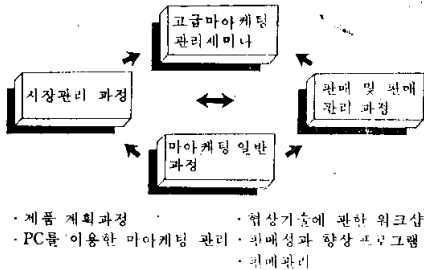 고급마아케팅
관리세미나
시장관리 과정
판매 및 판매
관리 과정
마아케팅 일반
과정
· 제품 계획과정
· PC를 이용한 마아케팅 관리
· 협상기술에 관한 워크샵
· 판매성과 향상 프로그램
· 판매관리